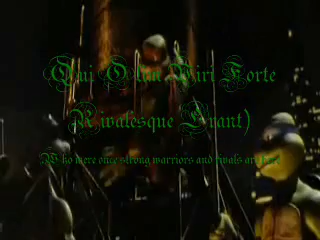 (Qui Olim Viri Forte
Rivalesque Erant)
Who were once strong warriors and rivals are